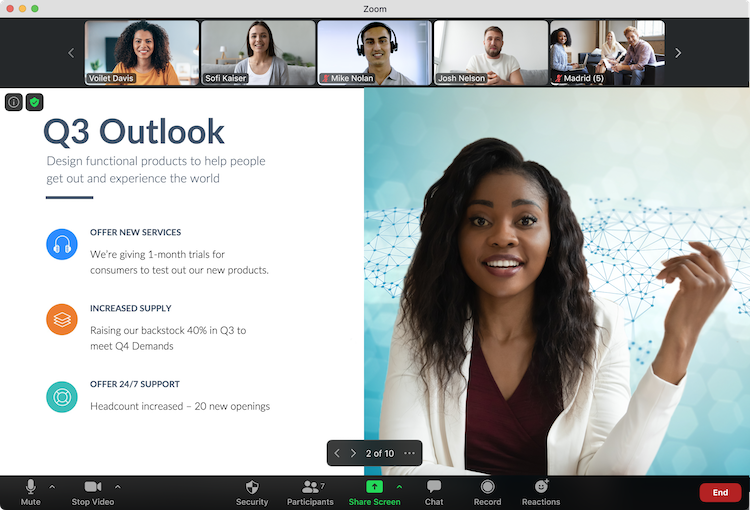 Zoom
Voilet Davis
Sofi Kaiser
Mike Nolan
Josh Nelson
Madrid (5)
Q3 Outlook
Design functional products to help people
get out and experience the world
OFFER NEW SERVICES
We're giving 1-month trials for
consumers to test out our new products.
INCREASED SUPPLY
Raising our backstock 40% in Q3 to
meet Q4 Demands
OFFER 24/7 SUPPORT
Headcount increased – 20 new openings
2 of 10
7
Mute
Stop Video
Security
Participants
Share Screen
Chat
Record
Reactions
End